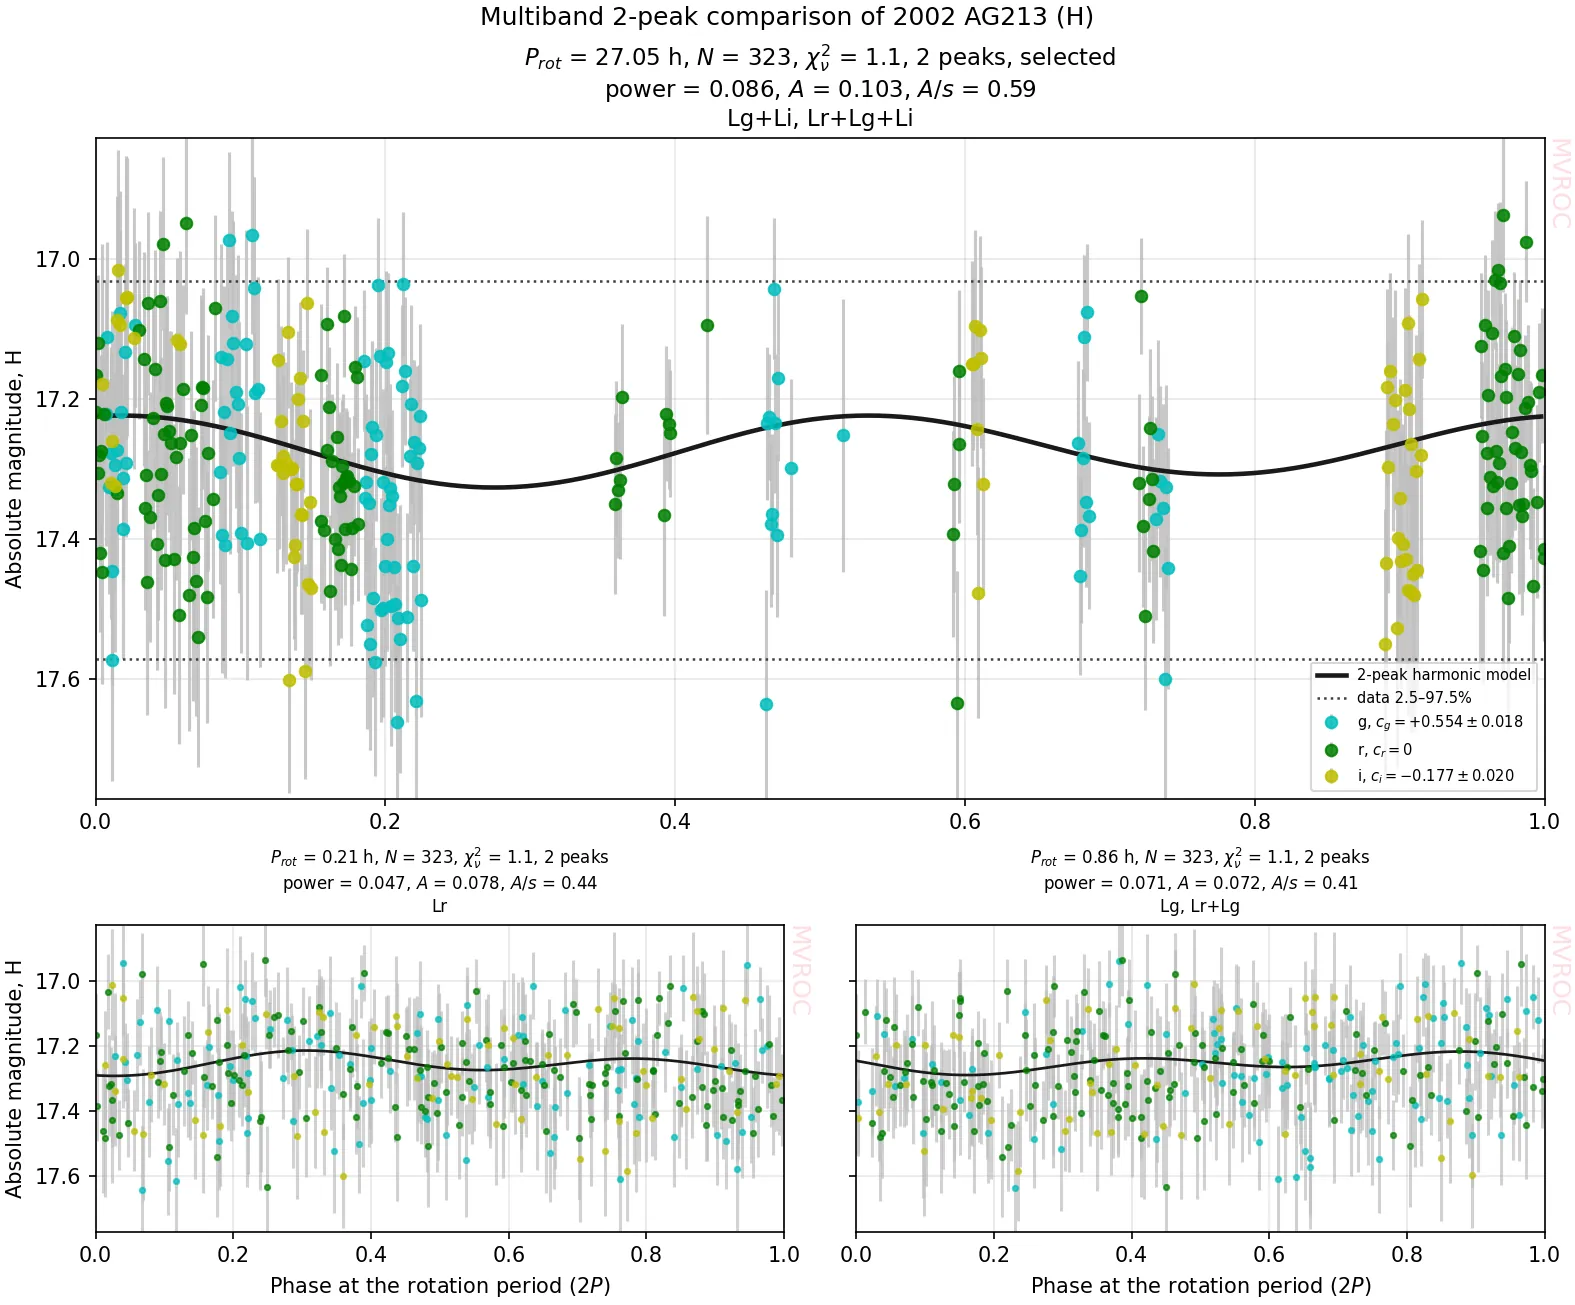 Multiband 2-peak comparison of 2002 AG213 (H)
P_rot = 27.05 h, N = 323, χ²_ν = 1.1, 2 peaks, selected
power = 0.086, A = 0.103, A/s = 0.59
Lg+Li, Lr+Lg+Li
MVROC
Absolute magnitude, H
17.0
17.2
17.4
17.6
2-peak harmonic model
data 2.5–97.5%
g, c_g = +0.554 ± 0.018
r, c_r = 0
i, c_i = −0.177 ± 0.020
0.0 0.2 0.4 0.6 0.8 1.0
P_rot = 0.21 h, N = 323, χ²_ν = 1.1, 2 peaks
power = 0.047, A = 0.078, A/s = 0.44
Lr
MVROC
Absolute magnitude, H
17.0
17.2
17.4
17.6
0.0 0.2 0.4 0.6 0.8 1.0
Phase at the rotation period (2P)
P_rot = 0.86 h, N = 323, χ²_ν = 1.1, 2 peaks
power = 0.071, A = 0.072, A/s = 0.41
Lg, Lr+Lg
MVROC
0.0 0.2 0.4 0.6 0.8 1.0
Phase at the rotation period (2P)